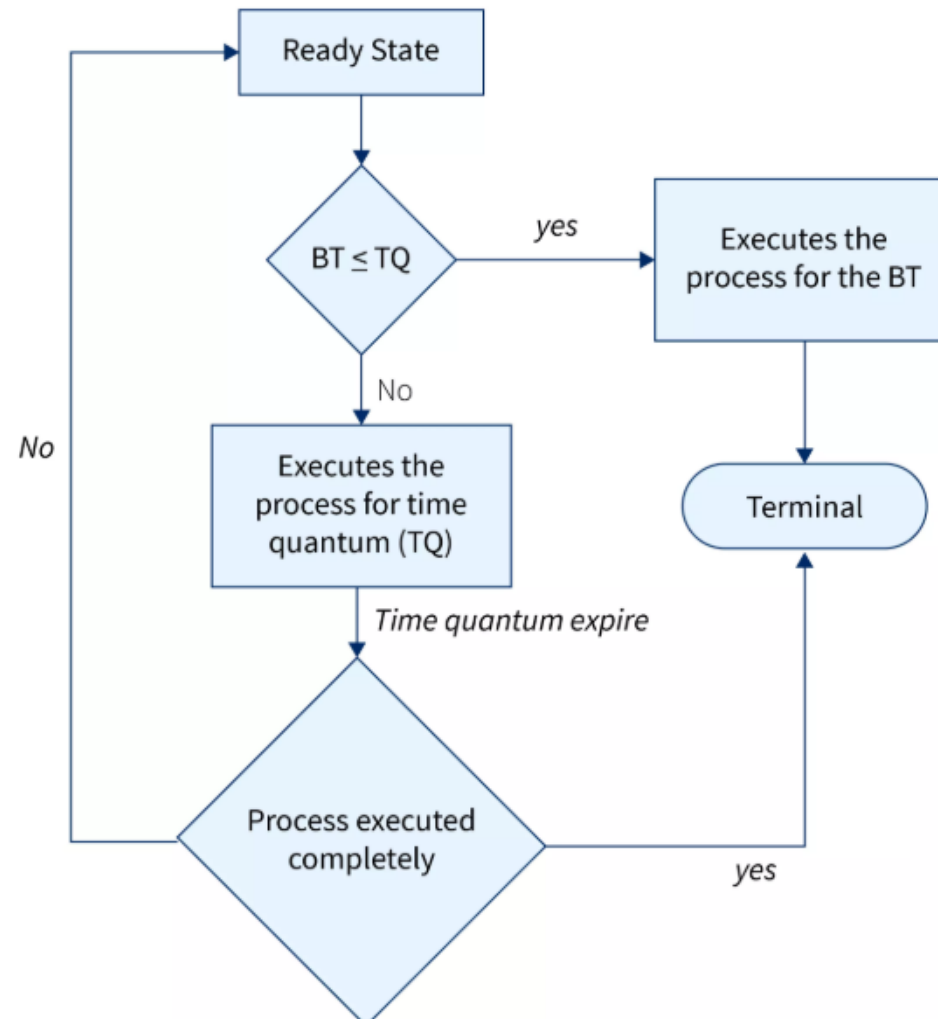 Ready State
BT ≤ TQ
yes
Executes the
process for the BT
No
No
Executes the
process for time
quantum (TQ)
Terminal
Time quantum expire
Process executed
completely
yes